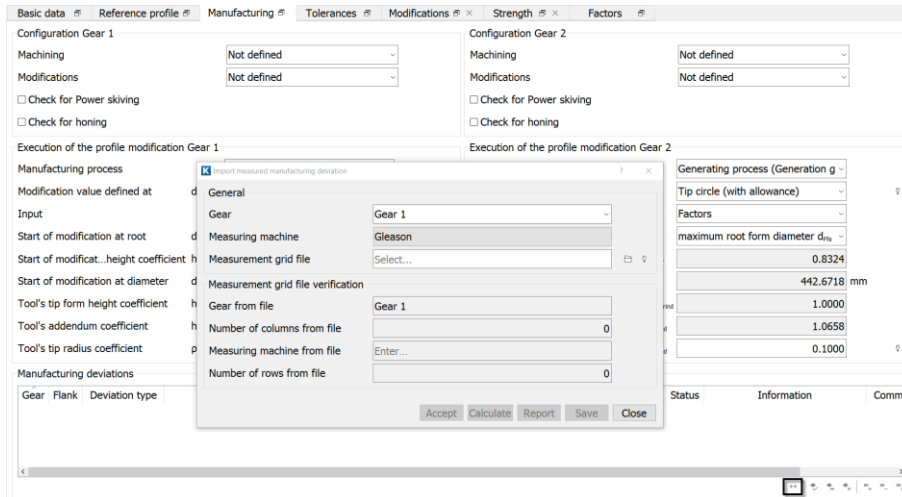 Basic data Reference profile Manufacturing Tolerances Modifications Strength Factors
Configuration Gear 1
Machining Not defined
Modifications Not defined
Check for Power skiving
Check for honing
Configuration Gear 2
Machining Not defined
Modifications Not defined
Check for Power skiving
Check for honing
Execution of the profile modification Gear 1
Manufacturing process
Modification value defined at d
Input
Start of modification at root d
Start of modificat...height coefficient h
Start of modification at diameter d
Tool's tip form height coefficient h
Tool's addendum coefficient h
Tool's tip radius coefficient ρ
Execution of the profile modification Gear 2
Generating process (Generation g
Tip circle (with allowance)
Factors
maximum root form diameter dFfs
0.8324
442.6718 mm
1.0000
1.0658
0.1000
K Import measured manufacturing deviation ? ×
General
Gear Gear 1
Measuring machine Gleason
Measurement grid file Select...
Measurement grid file verification
Gear from file Gear 1
Number of columns from file 0
Measuring machine from file Enter...
Number of rows from file 0
Accept Calculate Report Save Close
Manufacturing deviations
Gear Flank Deviation type Status Information Comm